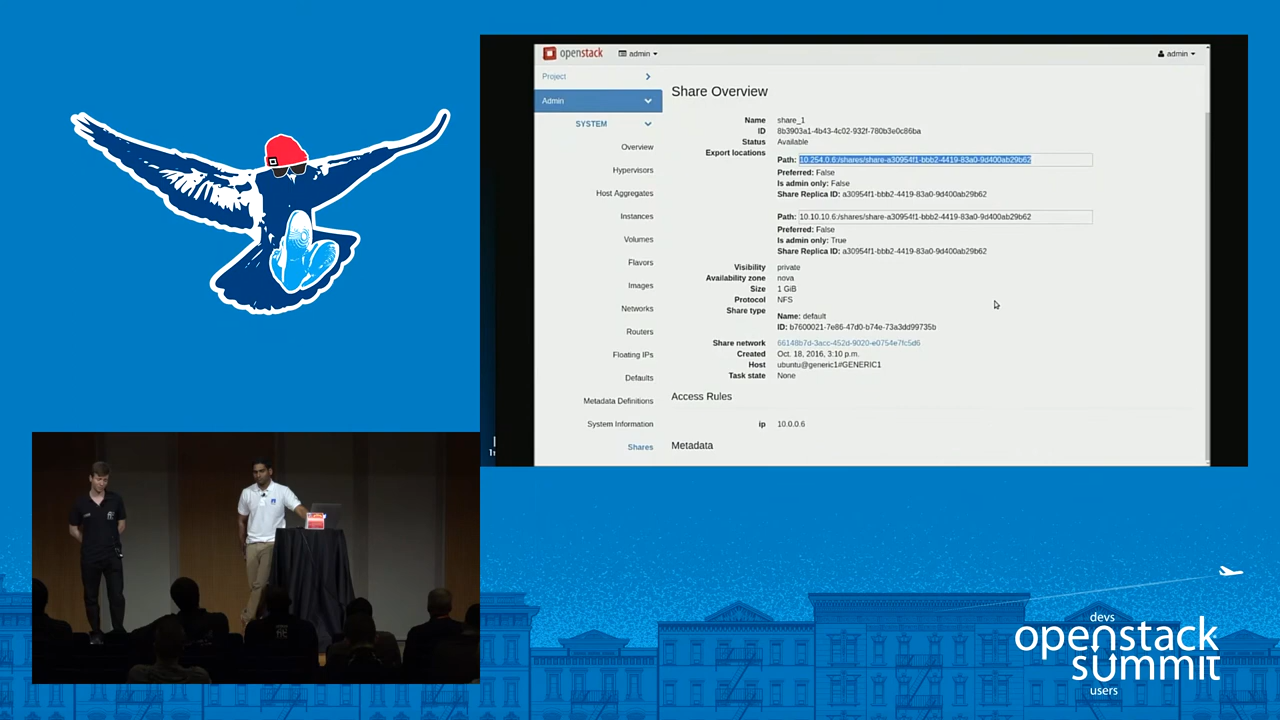 openstack
admin
admin
Project
Admin
SYSTEM
Overview
Hypervisors
Host Aggregates
Instances
Volumes
Flavors
Images
Networks
Routers
Floating IPs
Defaults
Metadata Definitions
System Information
Shares
Share Overview
Name share_1
ID 8b3903a1-4b43-4c02-932f-780b3e0c86ba
Status Available
Export locations
Path: 10.254.0.6:/shares/share-a30954f1-bbb2-4419-83a0-9d400ab29b62
Preferred: False
Is admin only: False
Share Replica ID: a30954f1-bbb2-4419-83a0-9d400ab29b62
Path: 10.10.10.6:/shares/share-a30954f1-bbb2-4419-83a0-9d400ab29b62
Preferred: False
Is admin only: True
Share Replica ID: a30954f1-bbb2-4419-83a0-9d400ab29b62
Visibility private
Availability zone nova
Size 1 GiB
Protocol NFS
Share type
Name: default
ID: b7600021-7e86-47d0-b74e-73a3dd99735b
Share network 66148b7d-3acc-452d-9020-e0754e7fc5d6
Created Oct. 18, 2016, 3:10 p.m.
Host ubuntu@generic1#GENERIC1
Task state None
Access Rules
ip 10.0.0.6
Metadata
devs
openstack
summit
users